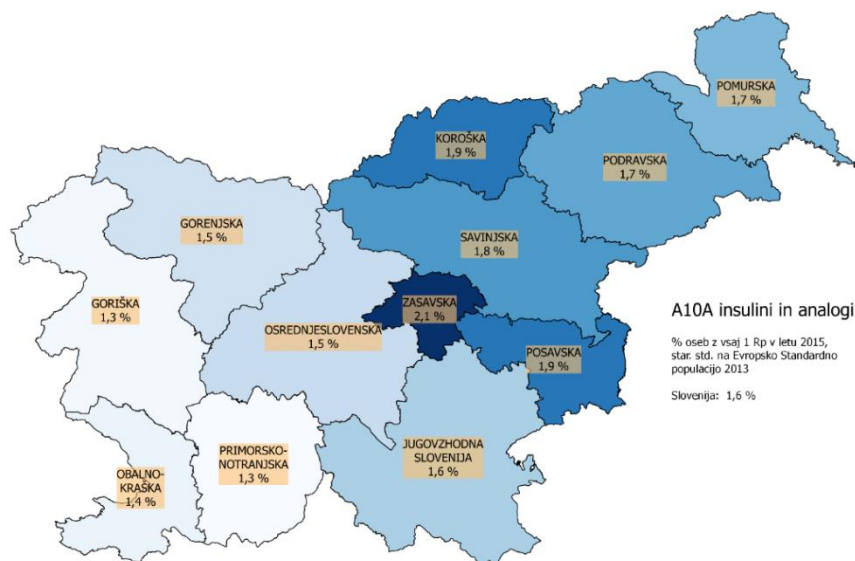 POMURSKA
1,7 %
KOROŠKA
1,9 %
PODRAVSKA
1,7 %
GORENJSKA
1,5 %
SAVINJSKA
1,8 %
GORIŠKA
1,3 %
ZASAVSKA
2,1 %
OSREDNJESLOVENSKA
1,5 %
POSAVSKA
1,9 %
JUGOVZHODNA
SLOVENIJA
1,6 %
PRIMORSKO-
NOTRANJSKA
1,3 %
OBALNO-
KRAŠKA
1,4 %
A10A insulini in analogi
% oseb z vsaj 1 Rp v letu 2015,
star. std. na Evropsko Standardno
populacijo 2013
Slovenija: 1,6 %